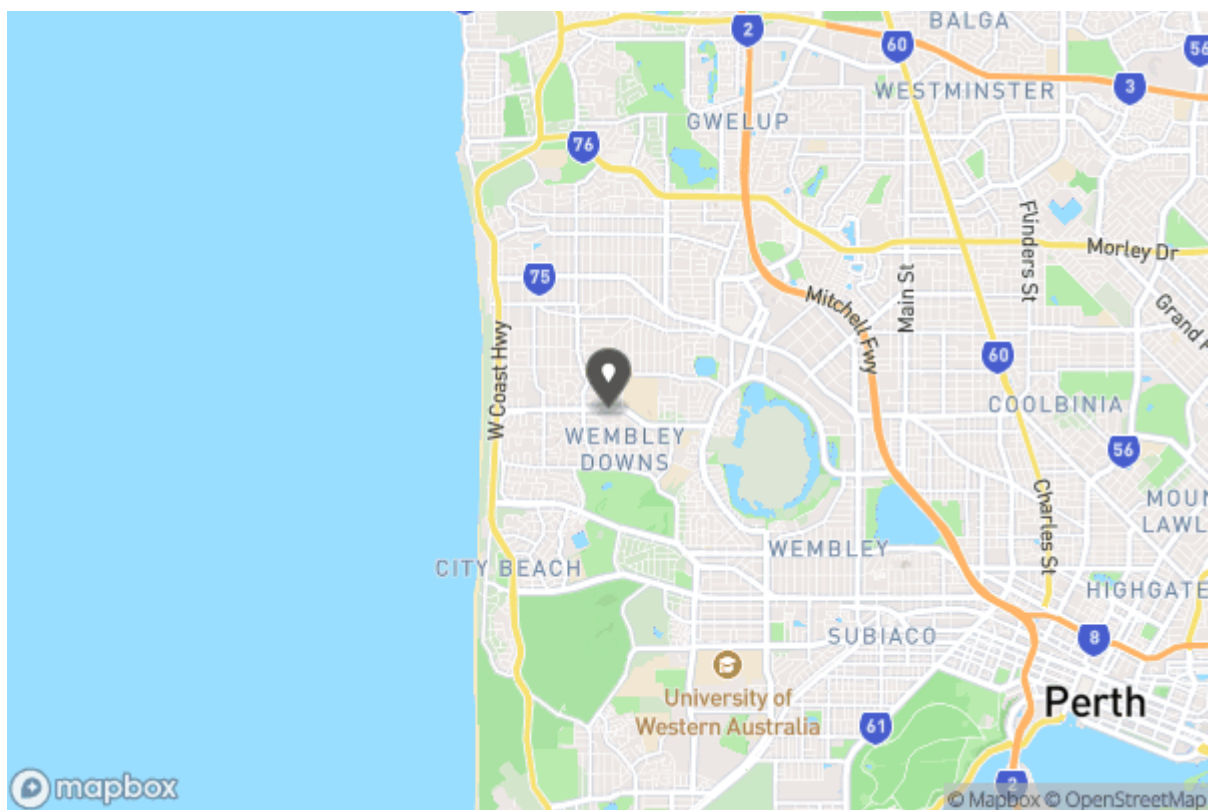 BALGA
2
60
56
WESTMINSTER
3
GWELUP
76
Flinders St
Morley Dr
75
Main St
Mitchell Fwy
Grand
W Coast Hwy
60
COOLBINIA
WEMBLEY
DOWNS
56
Charles St
MOUN
LAWL
WEMBLEY
CITY BEACH
HIGHGATE
SUBIACO
8
University of
Western Australia
Perth
61
2
mapbox
© Mapbox © OpenStreetMap